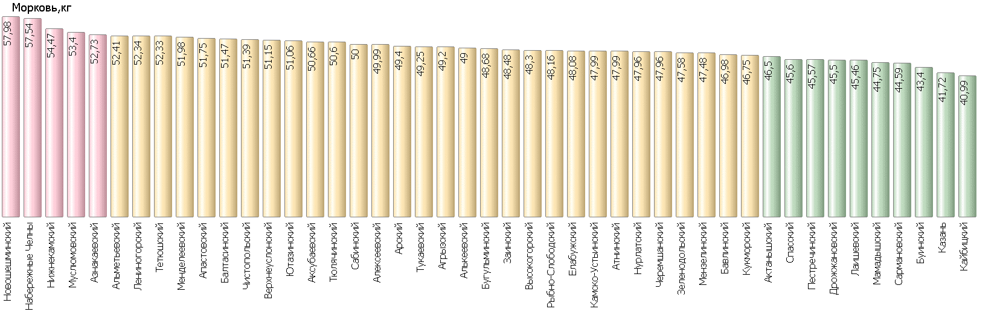 Морковь,кг
57,98
57,54
54,47
53,4
52,73
52,41
52,34
52,33
51,98
51,75
51,47
51,39
51,15
51,06
50,66
50,6
50
49,99
49,4
49,25
49,2
49
48,68
48,48
48,3
48,16
48,08
47,99
47,99
47,96
47,96
47,58
47,48
46,98
46,75
46,5
45,6
45,57
45,5
45,46
44,75
44,59
43,4
41,72
40,99
Новошешминский
Набережные Челны
Нижнекамский
Муслюмовский
Азнакаевский
Альметьевский
Лениногорский
Тетюшский
Менделеевский
Апастовский
Балтасинский
Чистопольский
Верхнеуслонский
Ютазинский
Аксубаевский
Тюлячинский
Сабинский
Алексеевский
Арский
Тукаевский
Агрызский
Алькеевский
Бугульминский
Заинский
Высокогорский
Рыбно-Слободский
Елабужский
Камско-Устьинский
Атнинский
Нурлатский
Черемшанский
Зеленодольский
Мензелинский
Бавлинский
Кукморский
Актанышский
Спасский
Пестречинский
Дрожжановский
Лаишевский
Мамадышский
Сармановский
Буинский
Казань
Кайбицкий